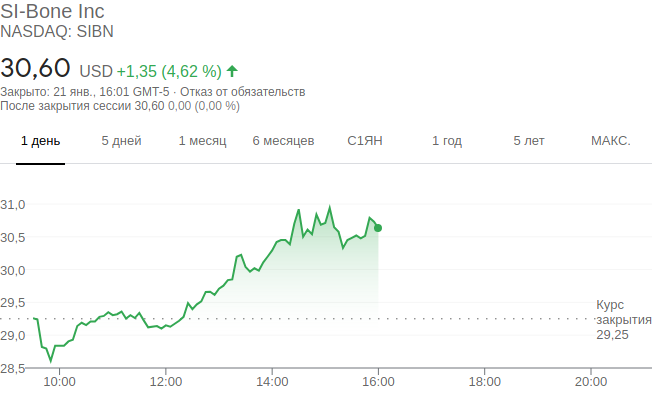 SI-Bone Inc
NASDAQ: SIBN
30,60 USD +1,35 (4,62 %)
Закрыто: 21 янв., 16:01 GMT-5 · Отказ от обязательств
После закрытия сессии 30,60 0,00 (0,00 %)
1 день 5 дней 1 месяц 6 месяцев С1ЯН 1 год 5 лет МАКС.
31,0
30,5
30,0
29,5
29,0
28,5
Курс
закрытия
29,25
10:00 12:00 14:00 16:00 18:00 20:00